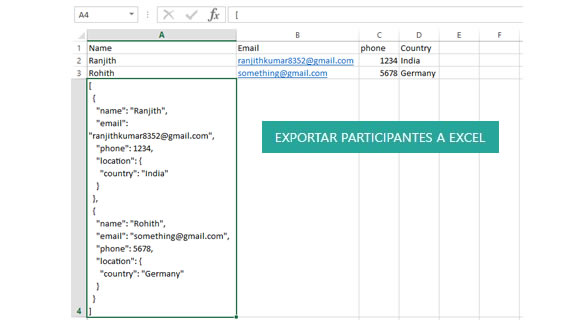 A4
fx
[
A B C D E F
1 Name Email phone Country
2 Ranjith ranjithkumar8352@gmail.com 1234 India
3 Rohith something@gmail.com 5678 Germany
[
{
"name": "Ranjith",
"email":
"ranjithkumar8352@gmail.com",
"phone": 1234,
"location": {
"country": "India"
}
},
{
"name": "Rohith",
"email": "something@gmail.com",
"phone": 5678,
"location": {
"country": "Germany"
}
}
4 ]
EXPORTAR PARTICIPANTES A EXCEL